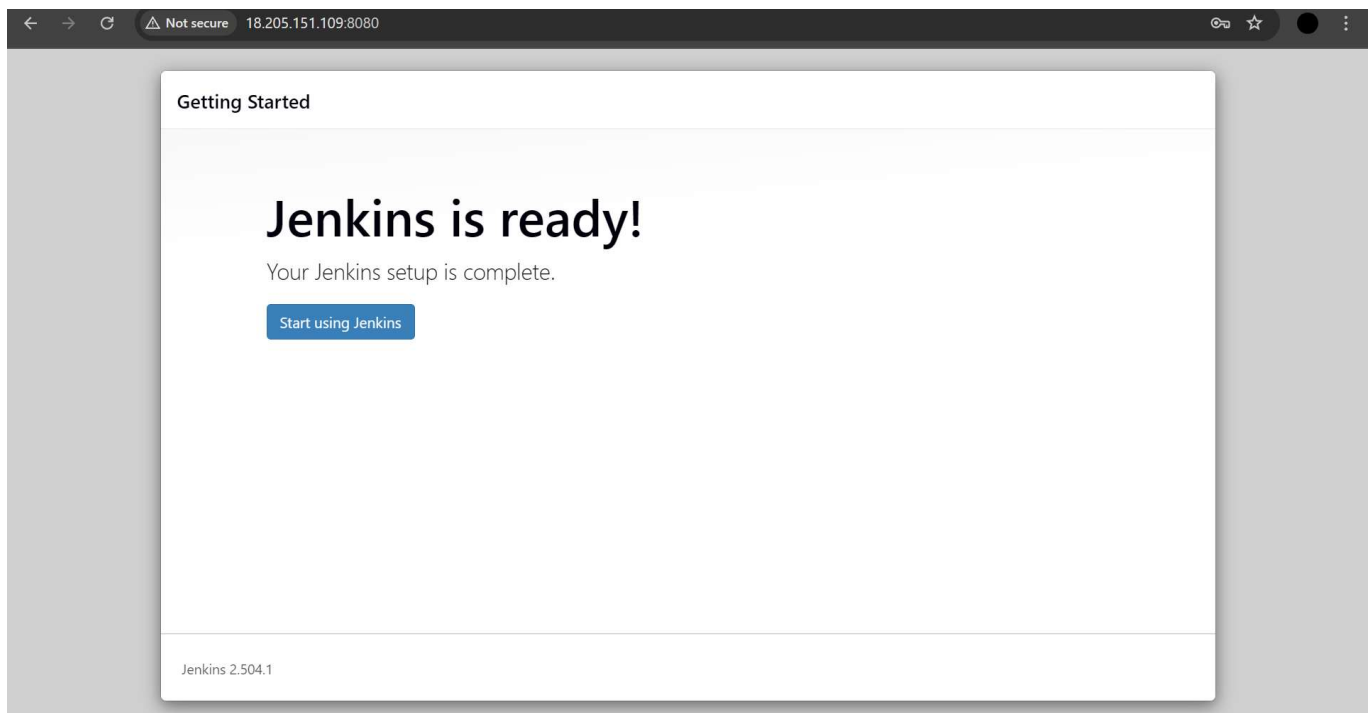 Not secure 18.205.151.109:8080
Getting Started
Jenkins is ready!
Your Jenkins setup is complete.
Start using Jenkins
Jenkins 2.504.1